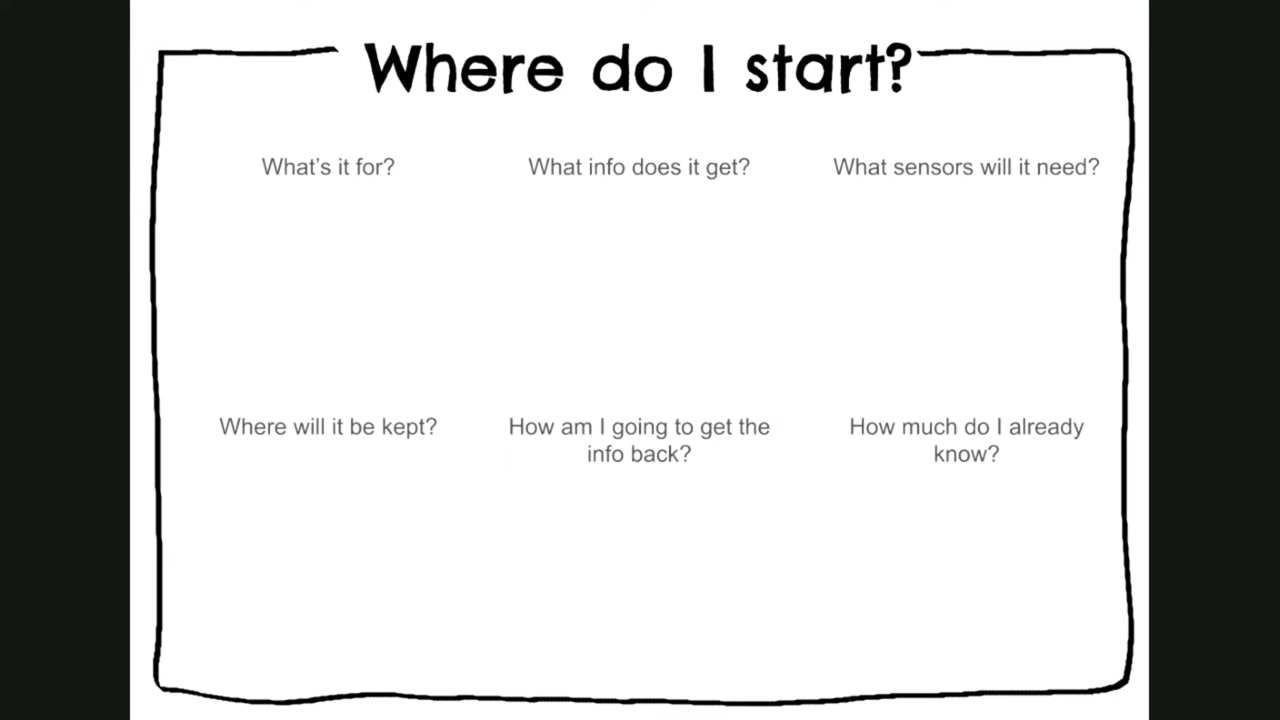 Where do I start?
What's it for?
What info does it get?
What sensors will it need?
Where will it be kept?
How am I going to get the
info back?
How much do I already
know?